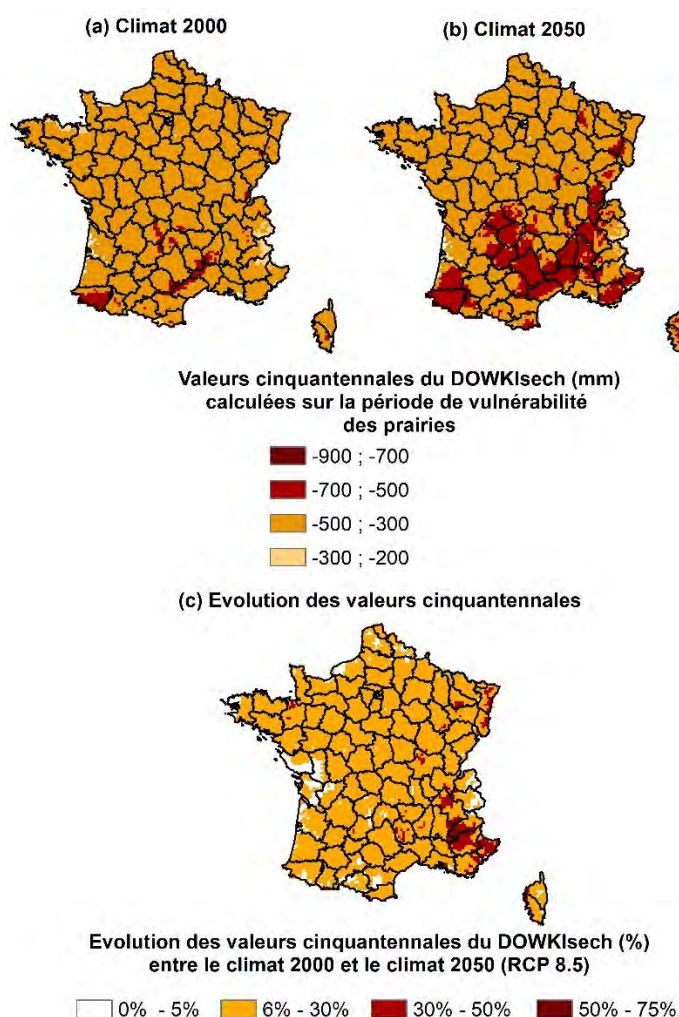 (a) Climat 2000
(b) Climat 2050
Valeurs cinquantennales du DOWKIsech (mm)
calculées sur la période de vulnérabilité
des prairies
-900 ; -700
-700 ; -500
-500 ; -300
-300 ; -200
(c) Evolution des valeurs cinquantennales
Evolution des valeurs cinquantennales du DOWKIsech (%)
entre le climat 2000 et le climat 2050 (RCP 8.5)
0% - 5% 6% - 30% 30% - 50% 50% - 75%